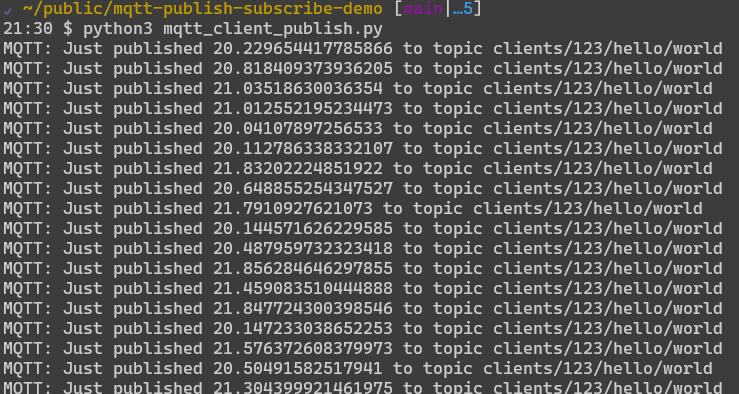 ✓ ~/public/mqtt-publish-subscribe-demo [main|…5]
21:30 $ python3 mqtt_client_publish.py
MQTT: Just published 20.229654417785866 to topic clients/123/hello/world
MQTT: Just published 20.818409373936205 to topic clients/123/hello/world
MQTT: Just published 21.03518630036354 to topic clients/123/hello/world
MQTT: Just published 21.012552195234473 to topic clients/123/hello/world
MQTT: Just published 20.04107897256533 to topic clients/123/hello/world
MQTT: Just published 20.112786338332107 to topic clients/123/hello/world
MQTT: Just published 21.83202224851922 to topic clients/123/hello/world
MQTT: Just published 20.648855254347527 to topic clients/123/hello/world
MQTT: Just published 21.7910927621073 to topic clients/123/hello/world
MQTT: Just published 20.144571626229585 to topic clients/123/hello/world
MQTT: Just published 20.487959732323418 to topic clients/123/hello/world
MQTT: Just published 21.856284646297855 to topic clients/123/hello/world
MQTT: Just published 21.459083510444888 to topic clients/123/hello/world
MQTT: Just published 21.847724300398546 to topic clients/123/hello/world
MQTT: Just published 20.147233038652253 to topic clients/123/hello/world
MQTT: Just published 21.576372608379973 to topic clients/123/hello/world
MQTT: Just published 20.50491582517941 to topic clients/123/hello/world
MQTT: Just published 21.304399921461975 to topic clients/123/hello/world